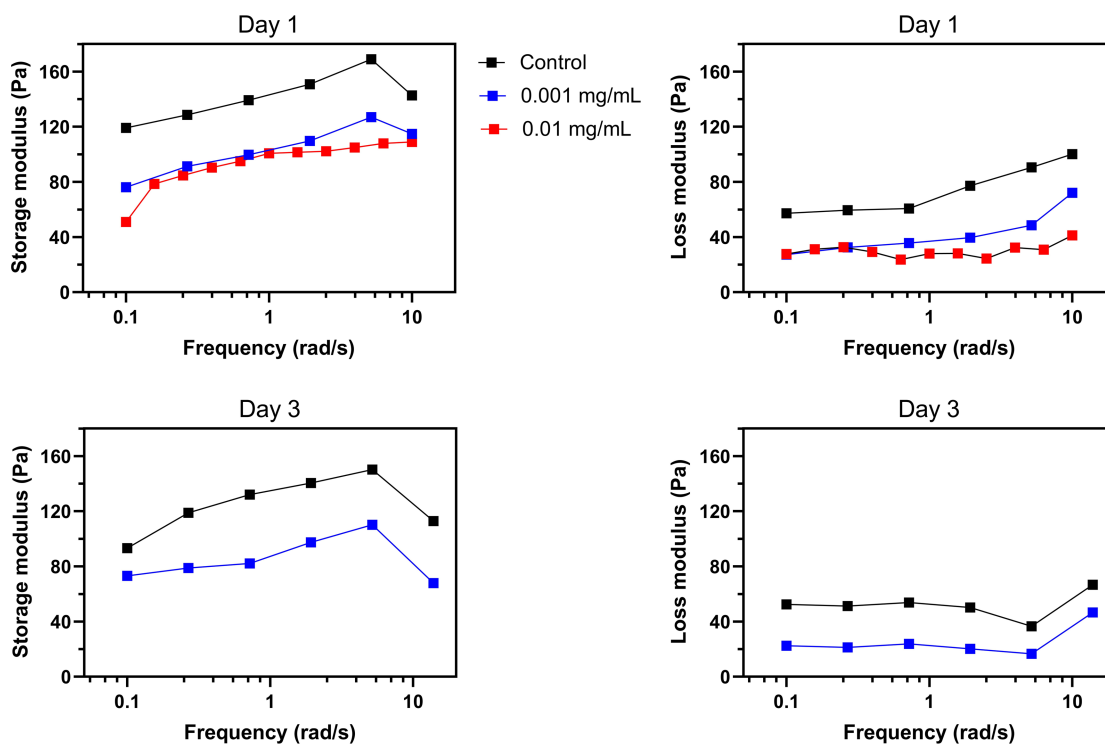 Day 1
Storage modulus (Pa)
160
120
80
40
0
0.1 1 10
Frequency (rad/s)
Control
0.001 mg/mL
0.01 mg/mL
Day 1
Loss modulus (Pa)
160
120
80
40
0
0.1 1 10
Frequency (rad/s)
Day 3
Storage modulus (Pa)
160
120
80
40
0
0.1 1 10
Frequency (rad/s)
Day 3
Loss modulus (Pa)
160
120
80
40
0
0.1 1 10
Frequency (rad/s)